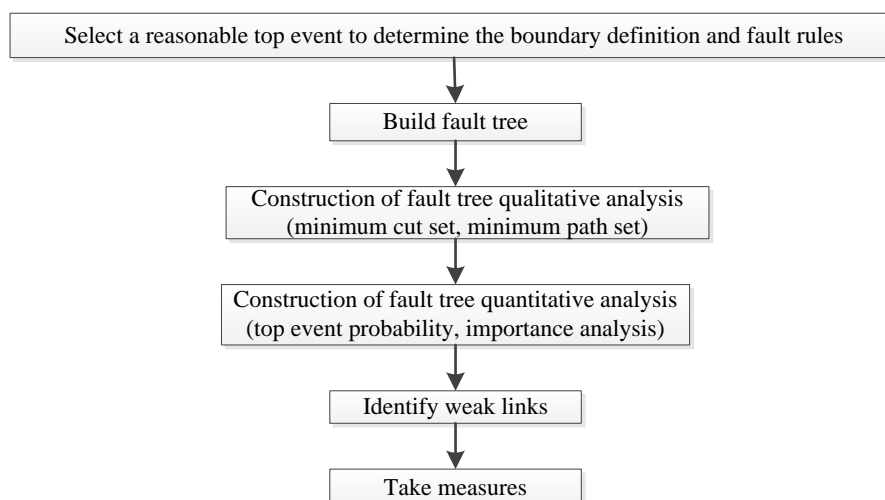 Select a reasonable top event to determine the boundary definition and fault rules
Build fault tree
Construction of fault tree qualitative analysis
(minimum cut set, minimum path set)
Construction of fault tree quantitative analysis
(top event probability, importance analysis)
Identify weak links
Take measures